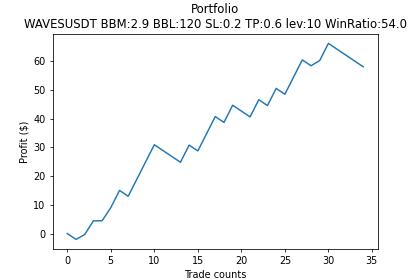 Portfolio
WAVESUSDT BBM:2.9 BBL:120 SL:0.2 TP:0.6 lev:10 WinRatio:54.0
60
50
40
30
20
10
0
Profit ($)
0 5 10 15 20 25 30 35
Trade counts